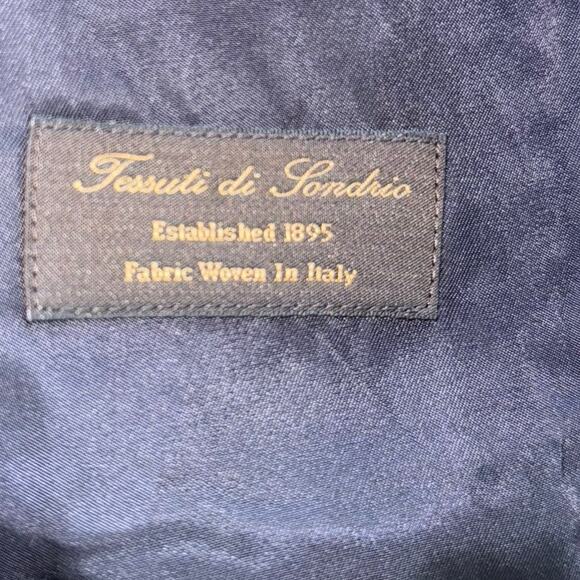 Tessuti di Sondrio
Established 1895
Fabric Woven In Italy